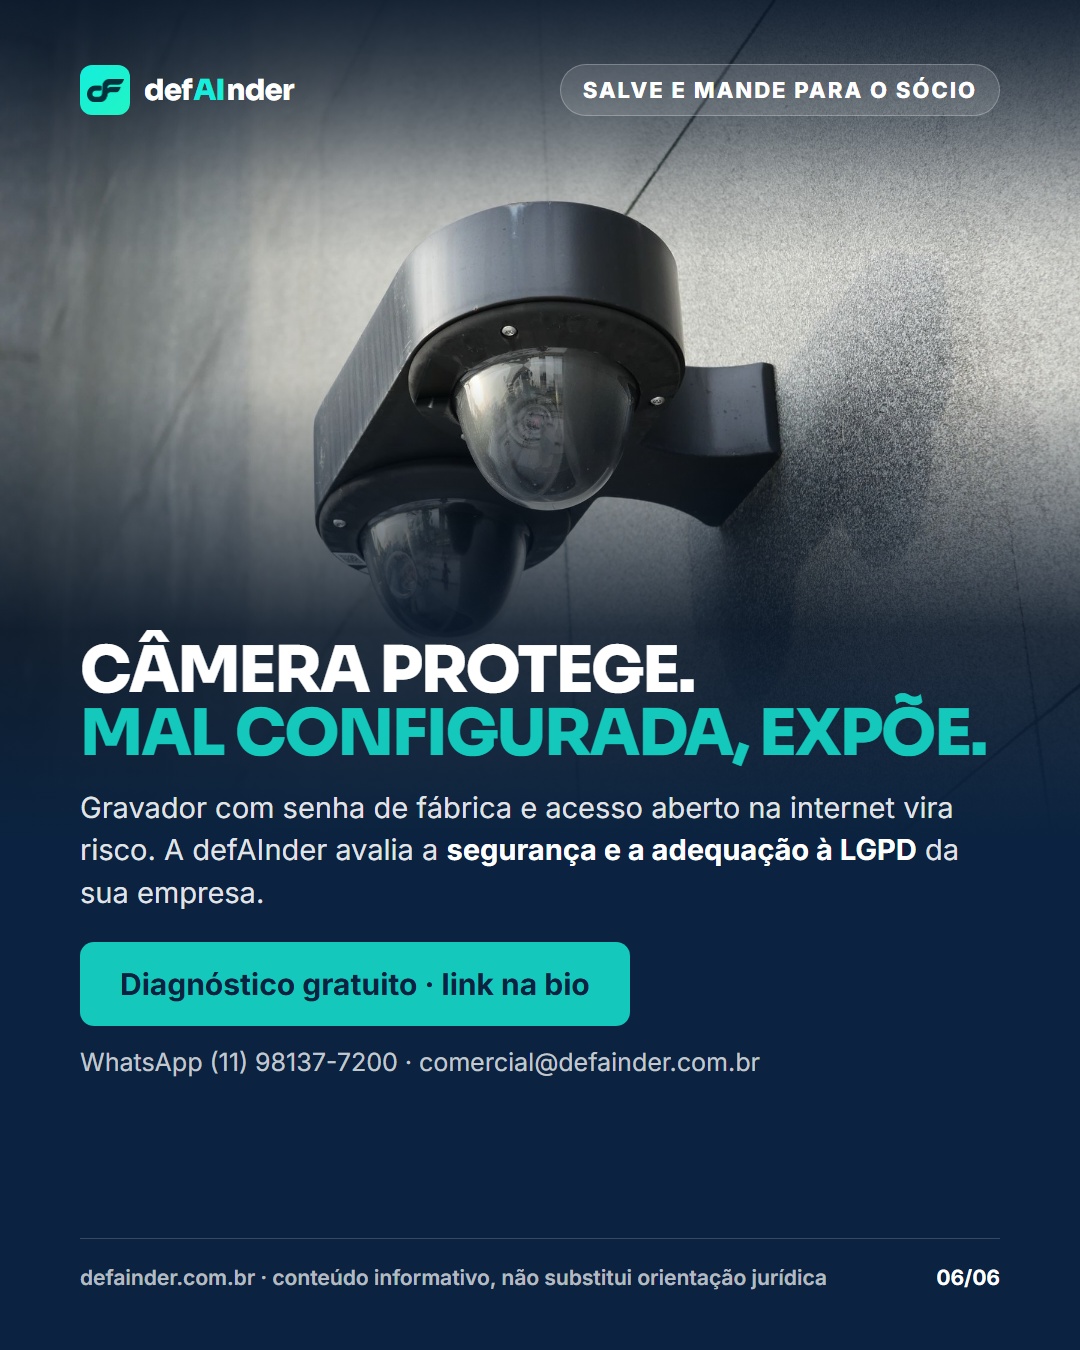 defAInder
SALVE E MANDE PARA O SÓCIO
CÂMERA PROTEGE.
MAL CONFIGURADA, EXPÕE.
Gravador com senha de fábrica e acesso aberto na internet vira
risco. A defAInder avalia a segurança e a adequação à LGPD da
sua empresa.
Diagnóstico gratuito · link na bio
WhatsApp (11) 98137-7200 · comercial@defainder.com.br
defainder.com.br · conteúdo informativo, não substitui orientação jurídica
06/06